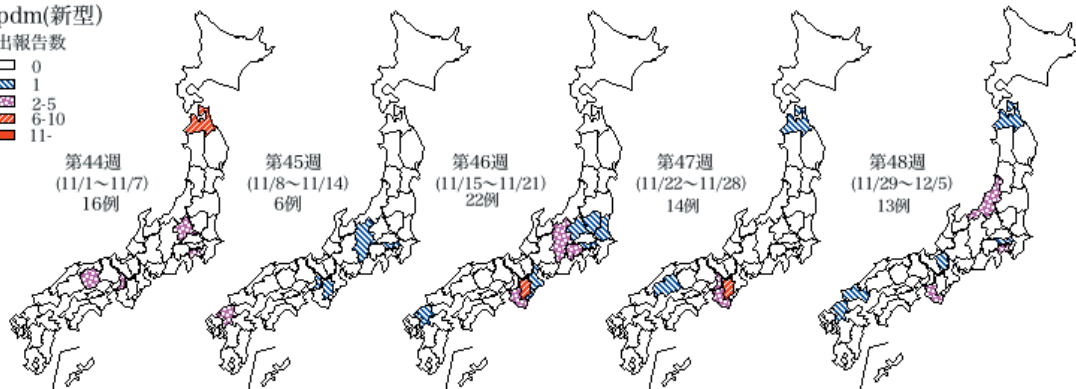 pdm(新型)
出報告数
0
1
2-5
6-10
11-
第44週
(11/1〜11/7)
16例
第45週
(11/8〜11/14)
6例
第46週
(11/15〜11/21)
22例
第47週
(11/22〜11/28)
14例
第48週
(11/29〜12/5)
13例